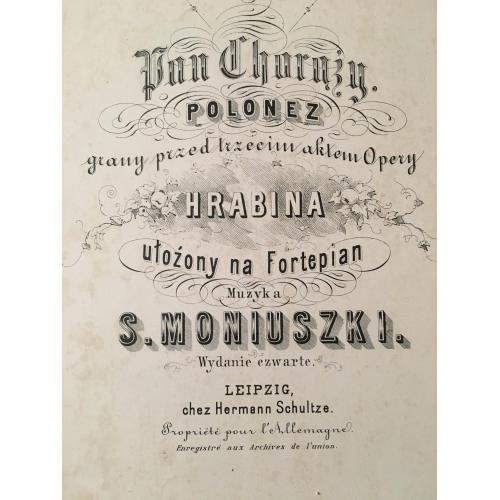 Pan Chorąży.
POLONEZ
grany przed trzecim aktem Opery
HRABINA
ułożony na Fortepian
Muzyka
S. MONIUSZKI.
Wydanie czwarte.
LEIPZIG,
chez Hermann Schultze.
Propriété pour l'Allemagne.
Enregistré aux Archives de l'union.